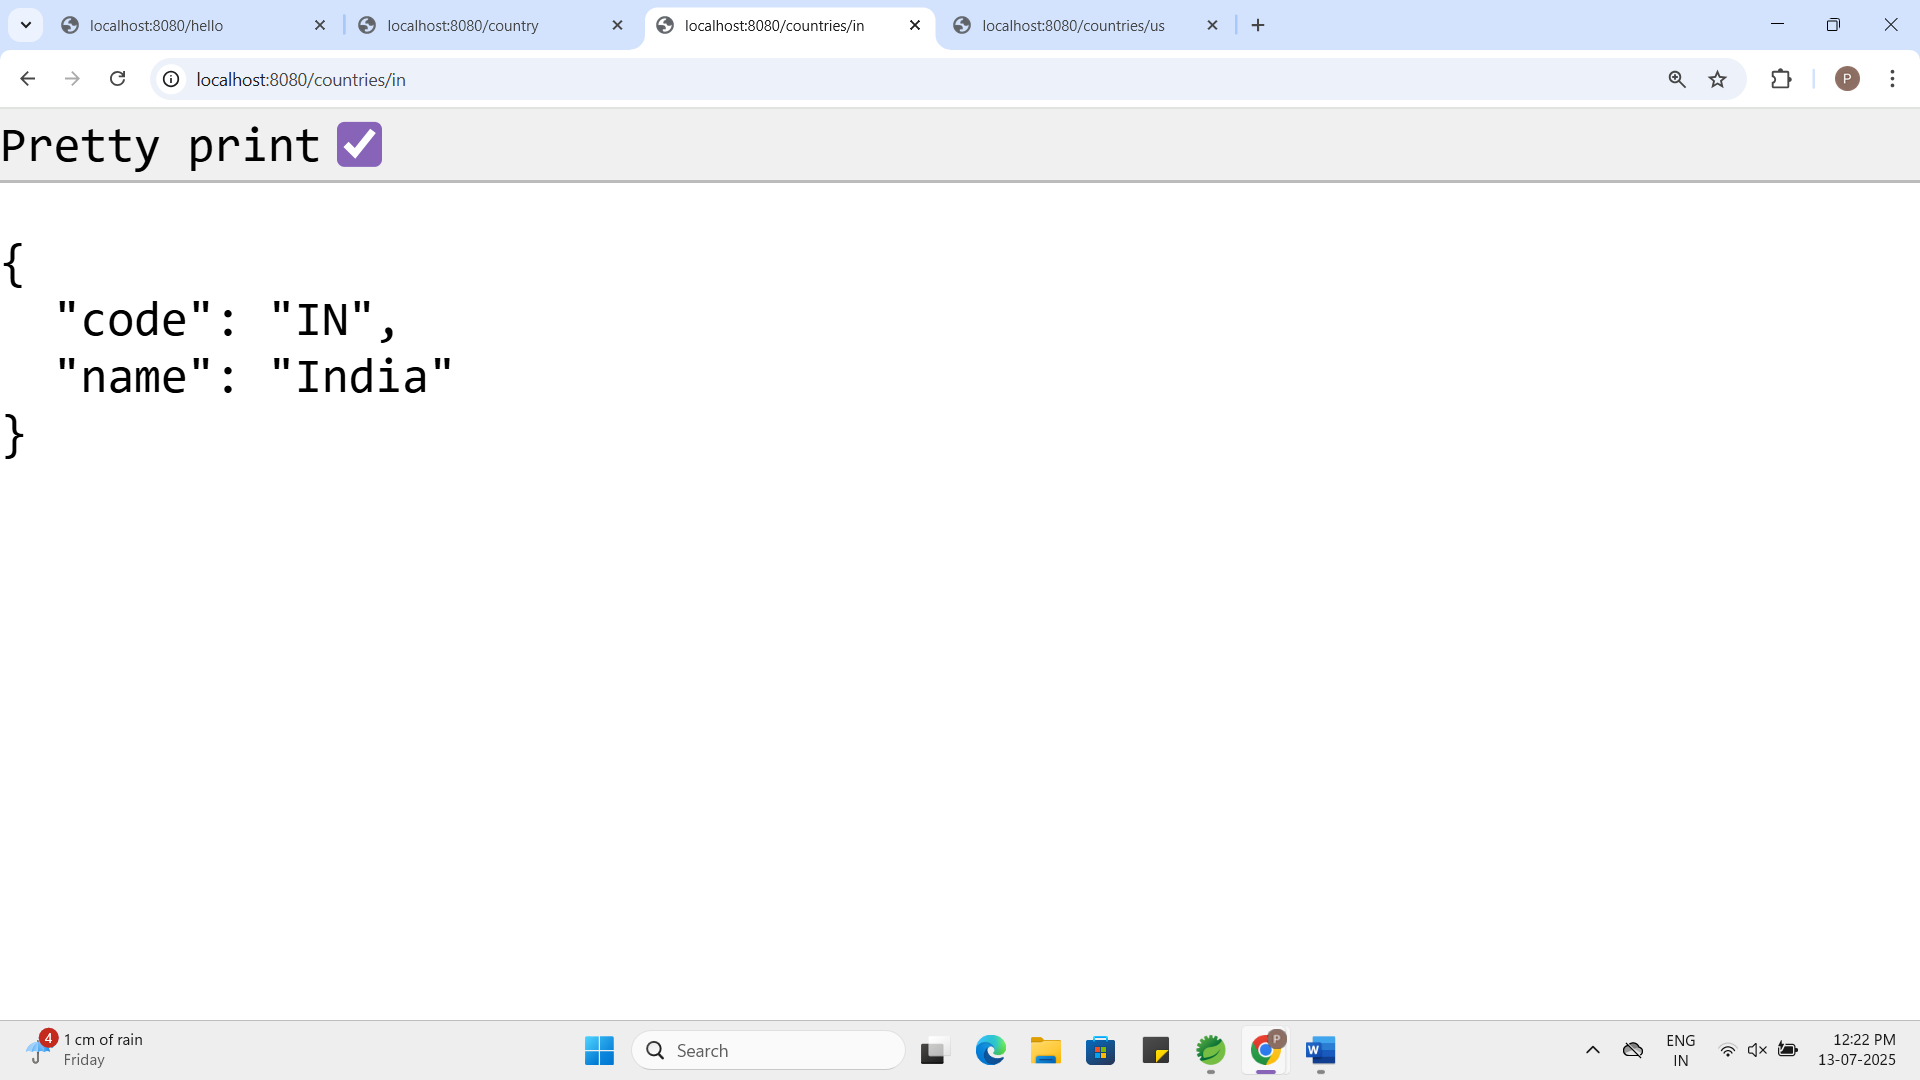 localhost:8080/hello
localhost:8080/country
localhost:8080/countries/in
localhost:8080/countries/us
localhost:8080/countries/in
P
Pretty print
{
  "code": "IN",
  "name": "India"
}
4
1 cm of rain
Friday
Search
P
W
ENG
IN
12:22 PM
13-07-2025